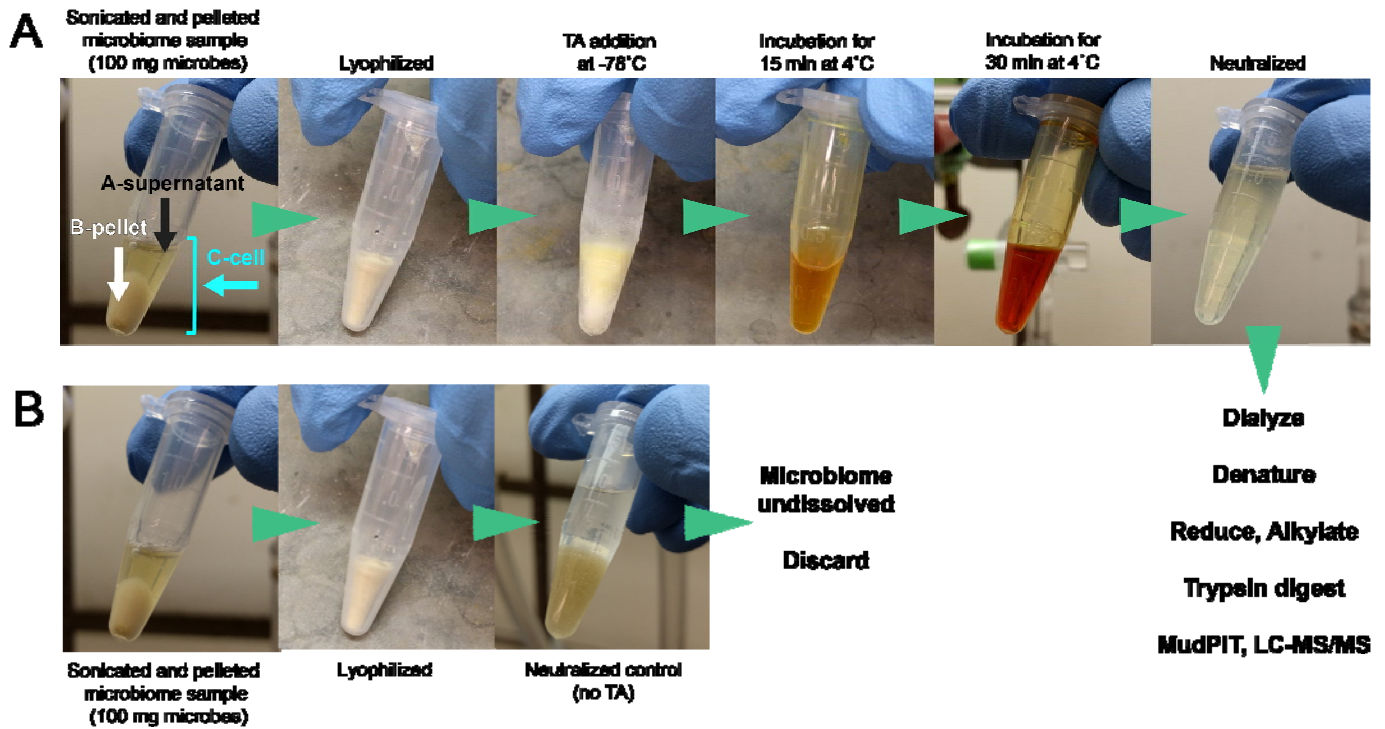 A
Sonicated and pelleted
microbiome sample
(100 mg microbes)
Lyophilized
TA addition
at -78°C
Incubation for
15 min at 4°C
Incubation for
30 min at 4°C
Neutralized
A-supernatant
B-pellet
C-cell
B
Sonicated and pelleted
microbiome sample
(100 mg microbes)
Lyophilized
Neutralized control
(no TA)
Microbiome
undissolved
Discard
Dialyze
Denature
Reduce, Alkylate
Trypsin digest
MudPIT, LC-MS/MS